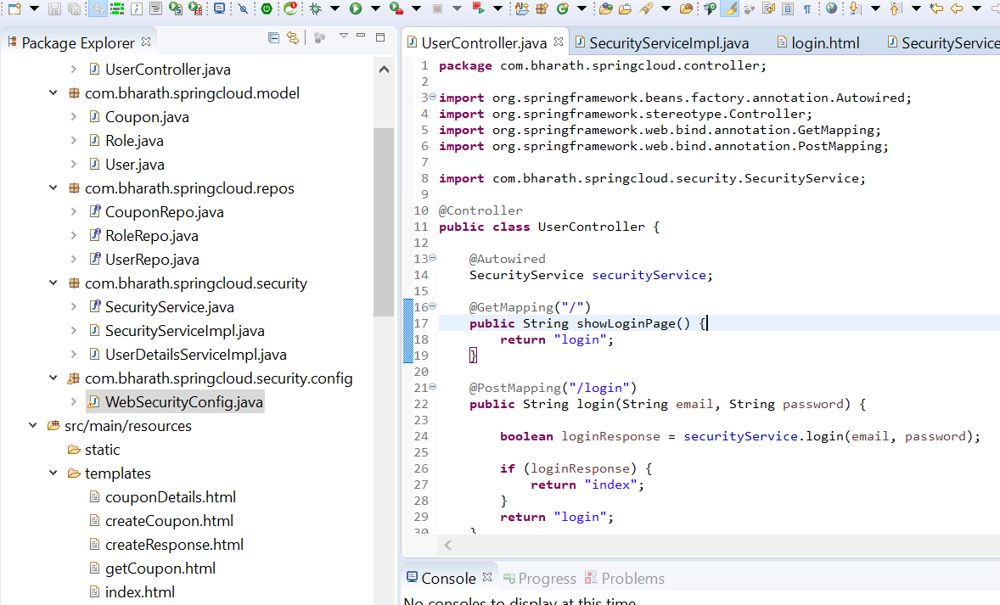 Package Explorer
UserController.java
com.bharath.springcloud.model
Coupon.java
Role.java
User.java
com.bharath.springcloud.repos
CouponRepo.java
RoleRepo.java
UserRepo.java
com.bharath.springcloud.security
SecurityService.java
SecurityServiceImpl.java
UserDetailsServiceImpl.java
com.bharath.springcloud.security.config
WebSecurityConfig.java
src/main/resources
static
templates
couponDetails.html
createCoupon.html
createResponse.html
getCoupon.html
index.html
UserController.java SecurityServiceImpl.java login.html SecurityService
1 package com.bharath.springcloud.controller;
2
3 import org.springframework.beans.factory.annotation.Autowired;
4 import org.springframework.stereotype.Controller;
5 import org.springframework.web.bind.annotation.GetMapping;
6 import org.springframework.web.bind.annotation.PostMapping;
7
8 import com.bharath.springcloud.security.SecurityService;
9
10 @Controller
11 public class UserController {
12
13 @Autowired
14 SecurityService securityService;
15
16 @GetMapping("/")
17 public String showLoginPage() {
18 return "login";
19 }
20
21 @PostMapping("/login")
22 public String login(String email, String password) {
23
24 boolean loginResponse = securityService.login(email, password);
25
26 if (loginResponse) {
27 return "index";
28 }
29 return "login";
30 }
Console Progress Problems
No consoles to display at this time.